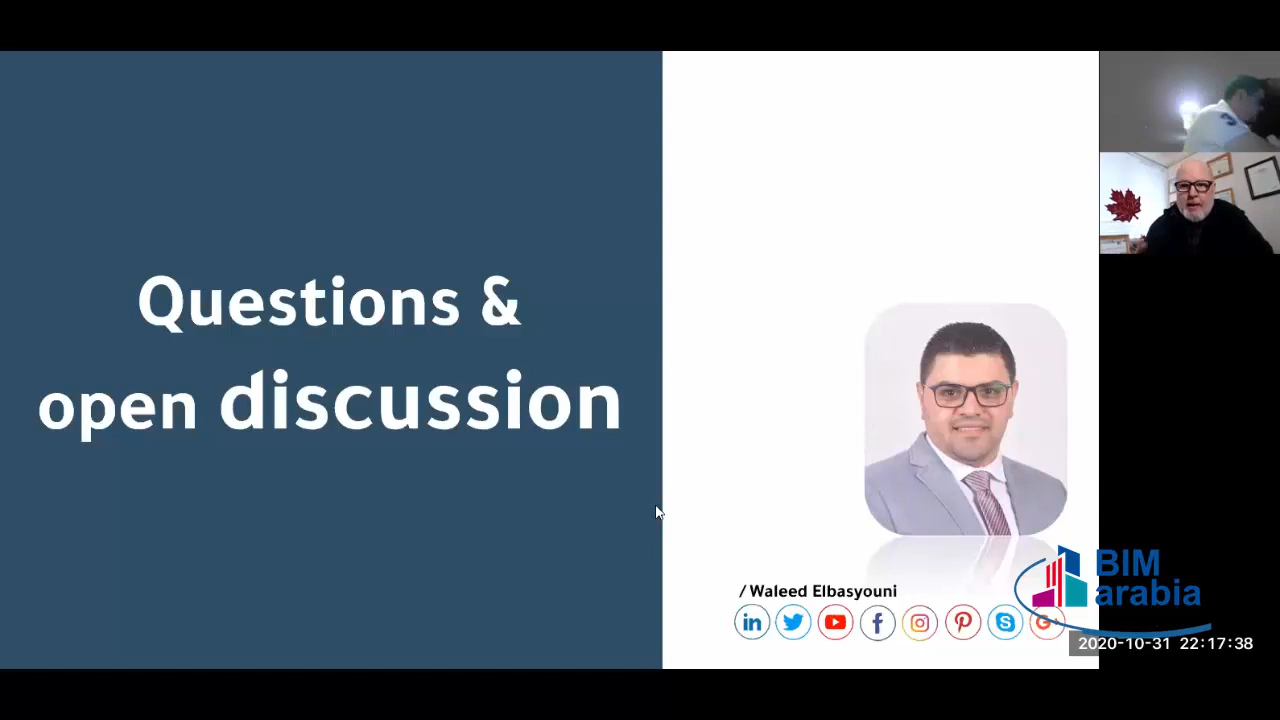 Questions &
open discussion
/ Waleed Elbasyouni
BIM
arabia
2020-10-31 22:17:38